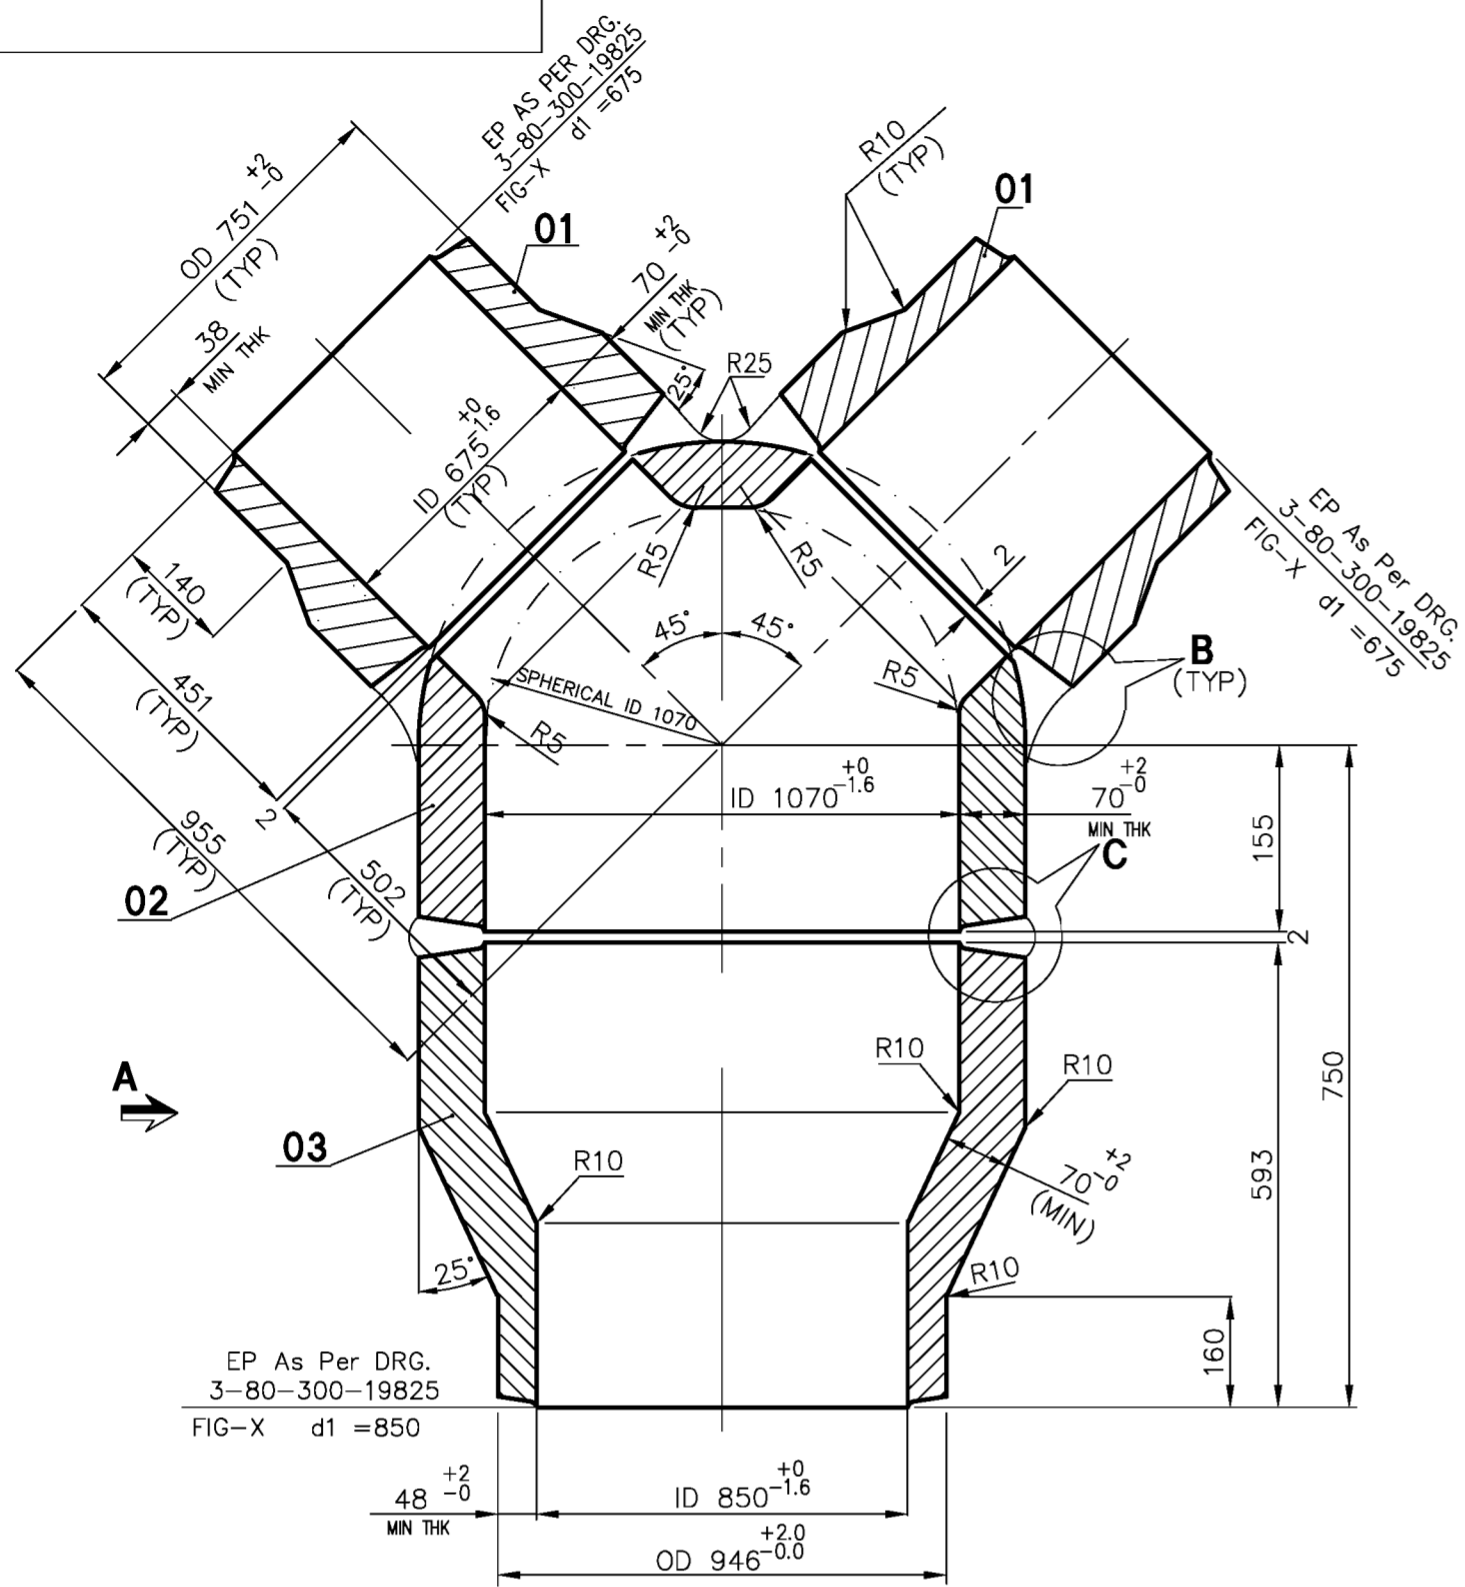 EP AS PER DRG.
3-80-300-19825
FIG-X d1 =675
OD 751 +2 -0
(TYP)
01
70 +2 -0
MIN THK
(TYP)
R10
(TYP)
01
38
MIN THK
25°
R25
ID 675 +0 -1.6
(TYP)
EP As Per DRG.
3-80-300-19825
FIG-X d1 =675
140
(TYP)
R5
R5
2
45°
45°
B
(TYP)
451
(TYP)
SPHERICAL ID 1070
R5
R5
2
955
(TYP)
ID 1070 +0 -1.6
70 +2 -0
MIN THK
C
155
502
(TYP)
02
2
A
R10
R10
750
03
R10
70 +2 -0
(MIN)
593
25°
R10
160
EP As Per DRG.
3-80-300-19825
FIG-X d1 =850
48 +2 -0
MIN THK
ID 850 +0 -1.6
OD 946 +2.0 -0.0